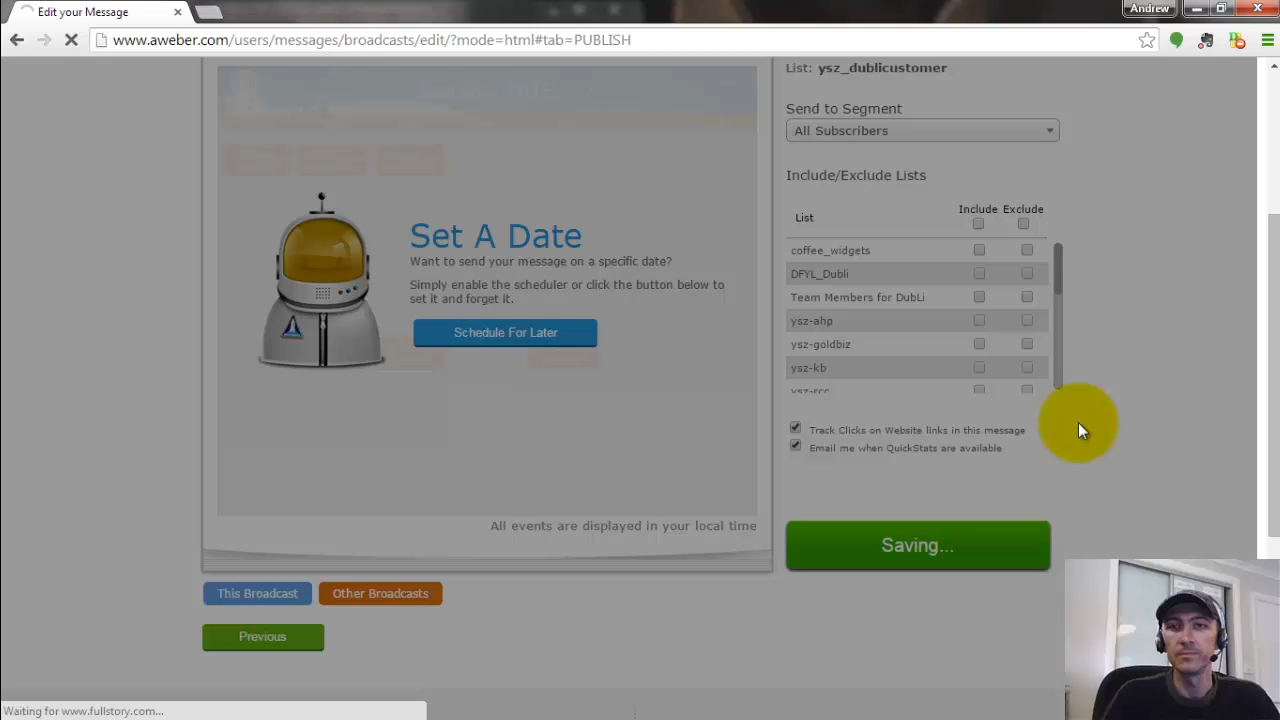 Edit your Message
Andrew
www.aweber.com/users/messages/broadcasts/edit/?mode=html#tab=PUBLISH
List: ysz_dublicustomer
Send to Segment
All Subscribers
Include/Exclude Lists
List
Include Exclude
coffee_widgets
DFYL_Dubli
Team Members for DubLi
ysz-ahp
ysz-goldbiz
ysz-kb
ysz-rcc
Set A Date
Want to send your message on a specific date?
Simply enable the scheduler or click the button below to
set it and forget it.
Schedule For Later
Track Clicks on Website links in this message
Email me when QuickStats are available
All events are displayed in your local time
Saving...
This Broadcast
Other Broadcasts
Previous
Waiting for www.fullstory.com...